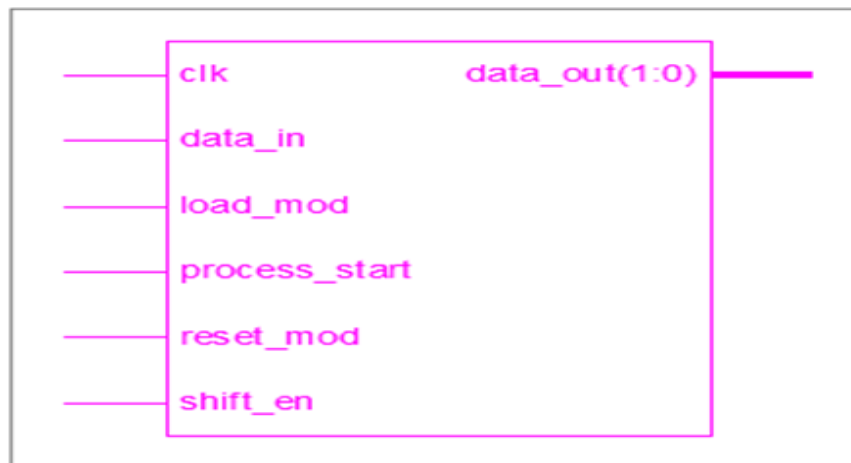 clk
data_out(1:0)
data_in
load_mod
process_start
reset_mod
shift_en